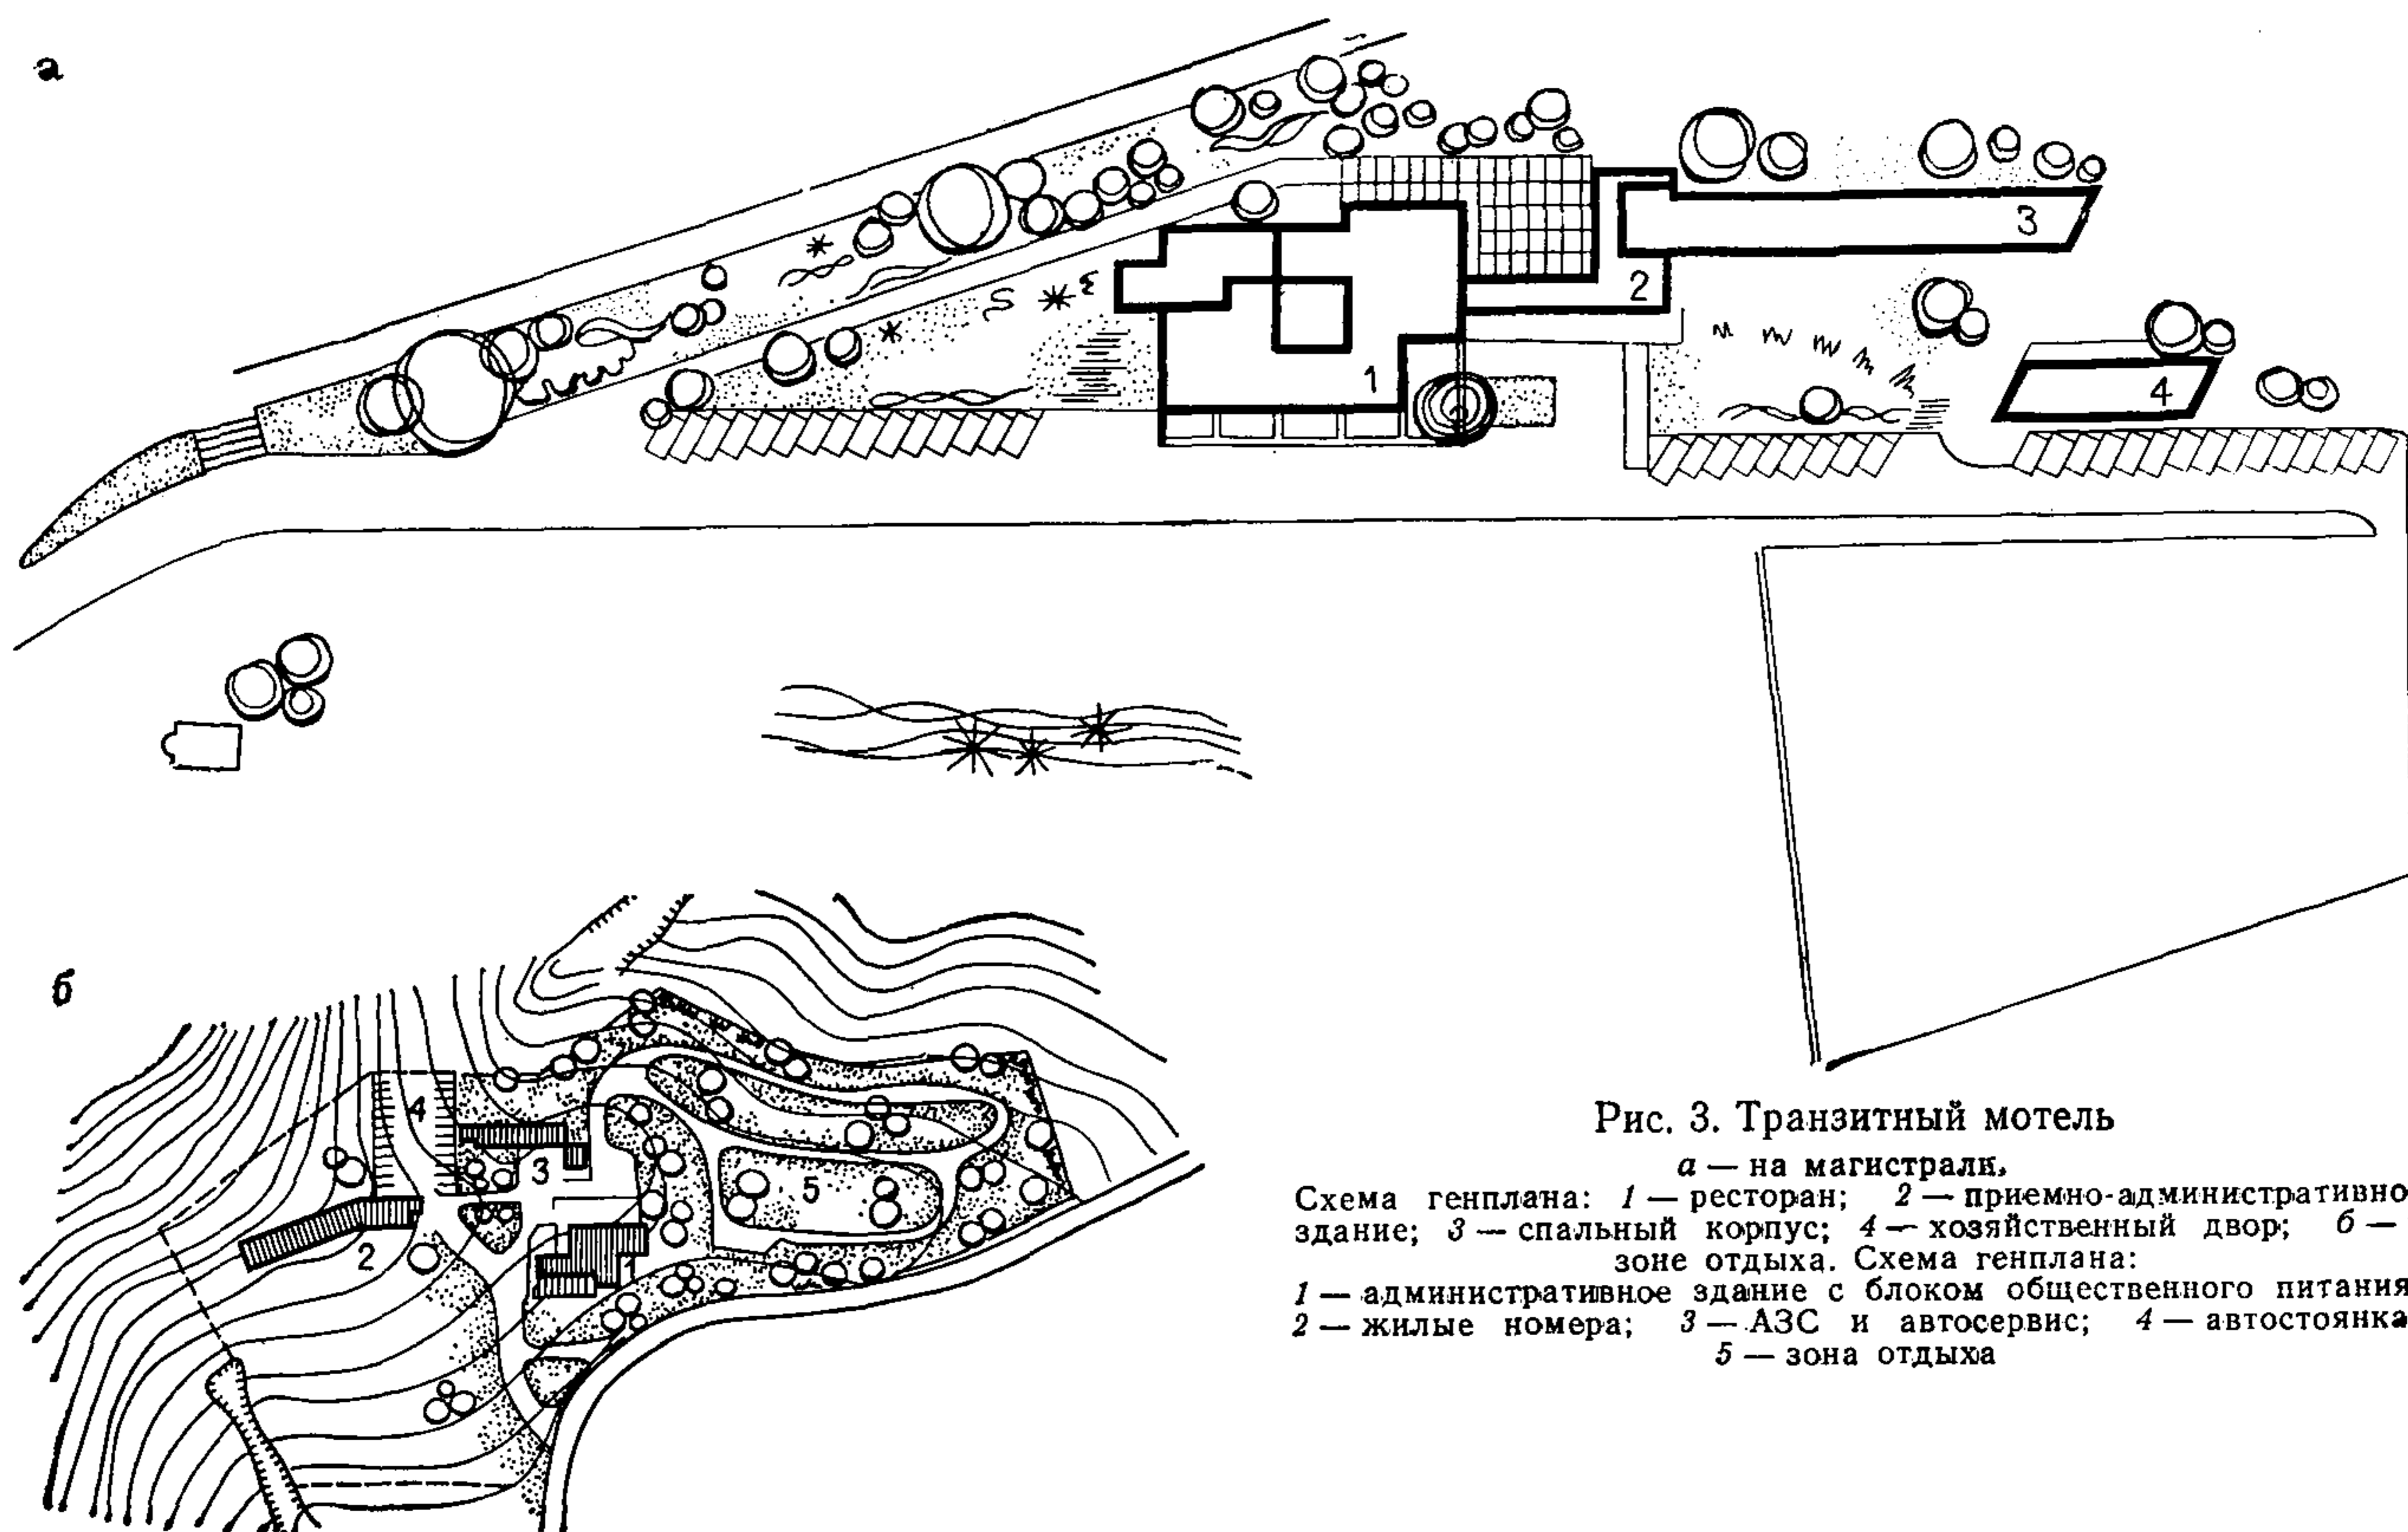 а
3
2
1
4
б
4
3
5
2
1
Рис. 3. Транзитный мотель
а — на магистрали.
Схема генплана: 1 — ресторан; 2 — приемно-административно
здание; 3 — спальный корпус; 4 — хозяйственный двор; б —
зоне отдыха. Схема генплана:
1 — административное здание с блоком общественного питания
2 — жилые номера; 3 — АЗС и автосервис; 4 — автостоянка
5 — зона отдыха